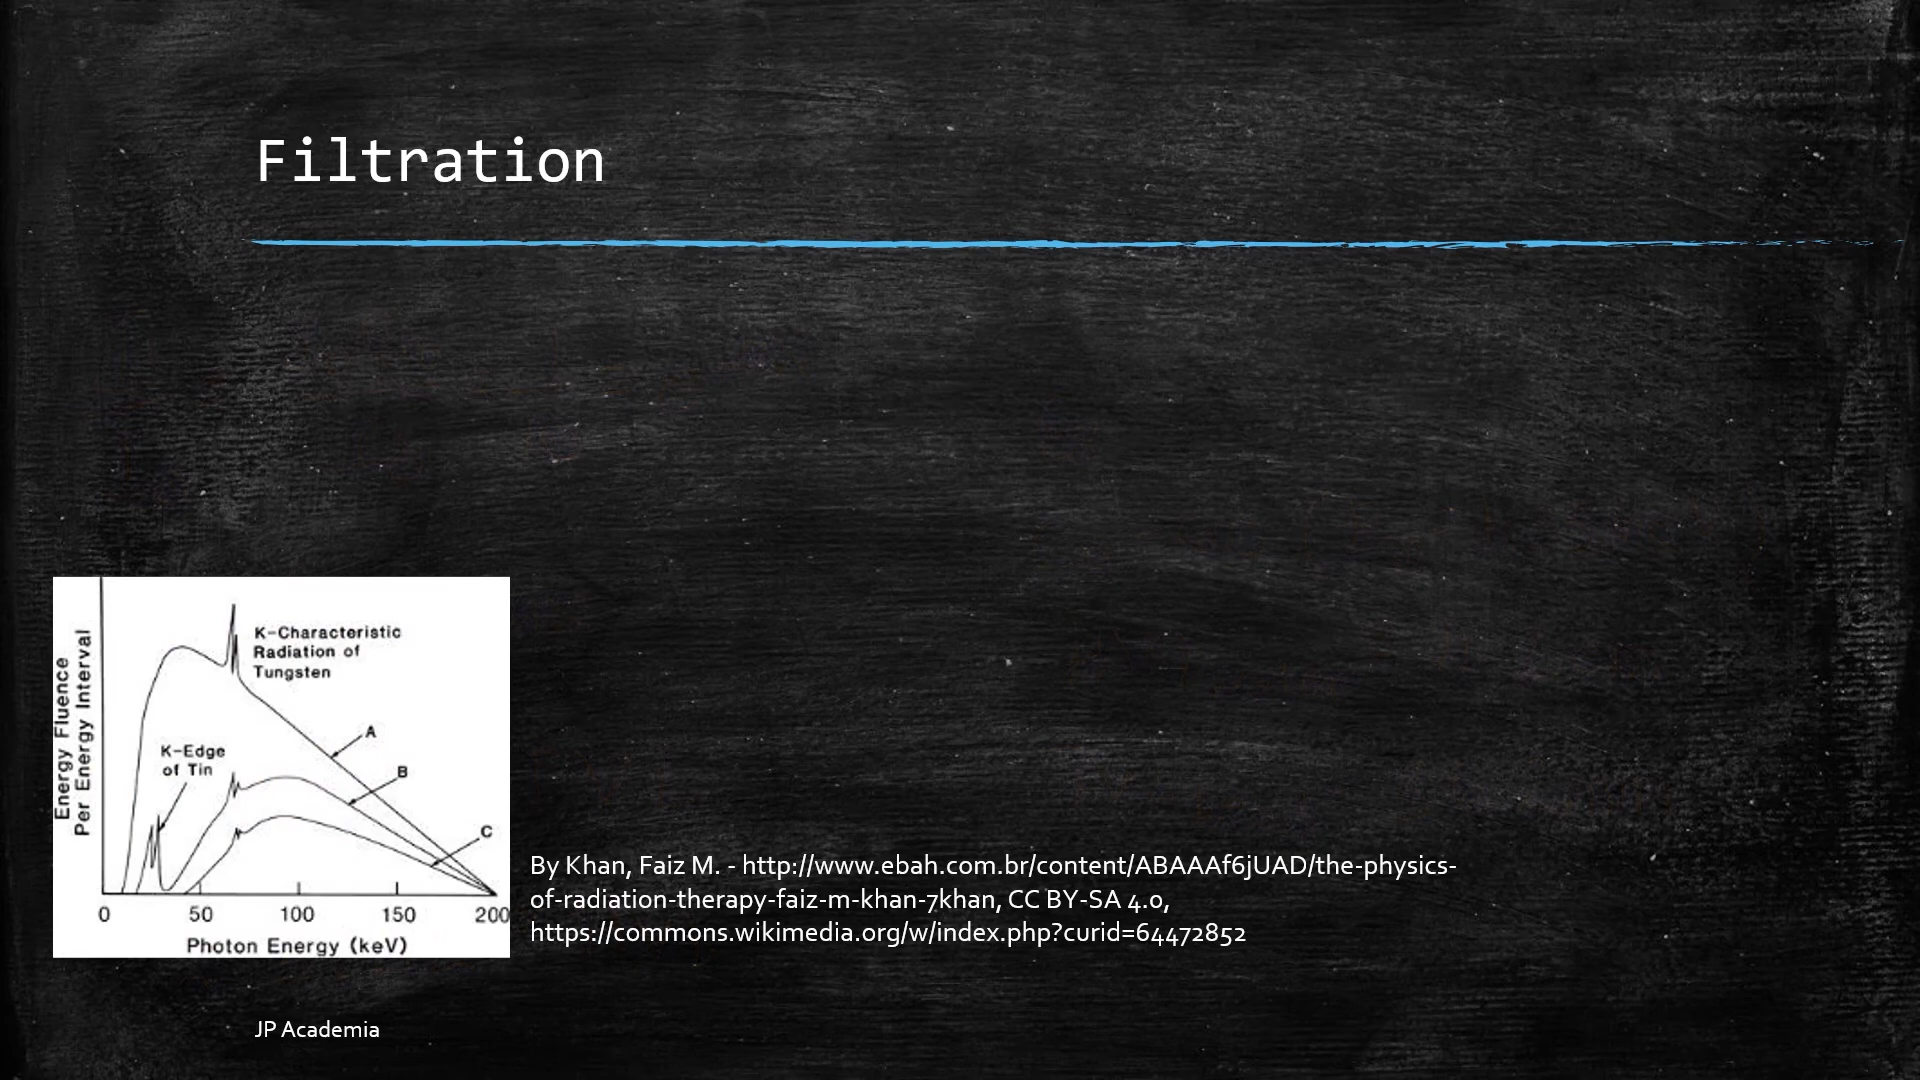 Filtration
K-Characteristic
Radiation of
Tungsten
Energy Fluence
Per Energy Interval
A
K-Edge
of Tin
B
C
0 50 100 150 200
Photon Energy (keV)
By Khan, Faiz M. - http://www.ebah.com.br/content/ABAAAf6jUAD/the-physics-
of-radiation-therapy-faiz-m-khan-7khan, CC BY-SA 4.0,
https://commons.wikimedia.org/w/index.php?curid=64472852
JP Academia